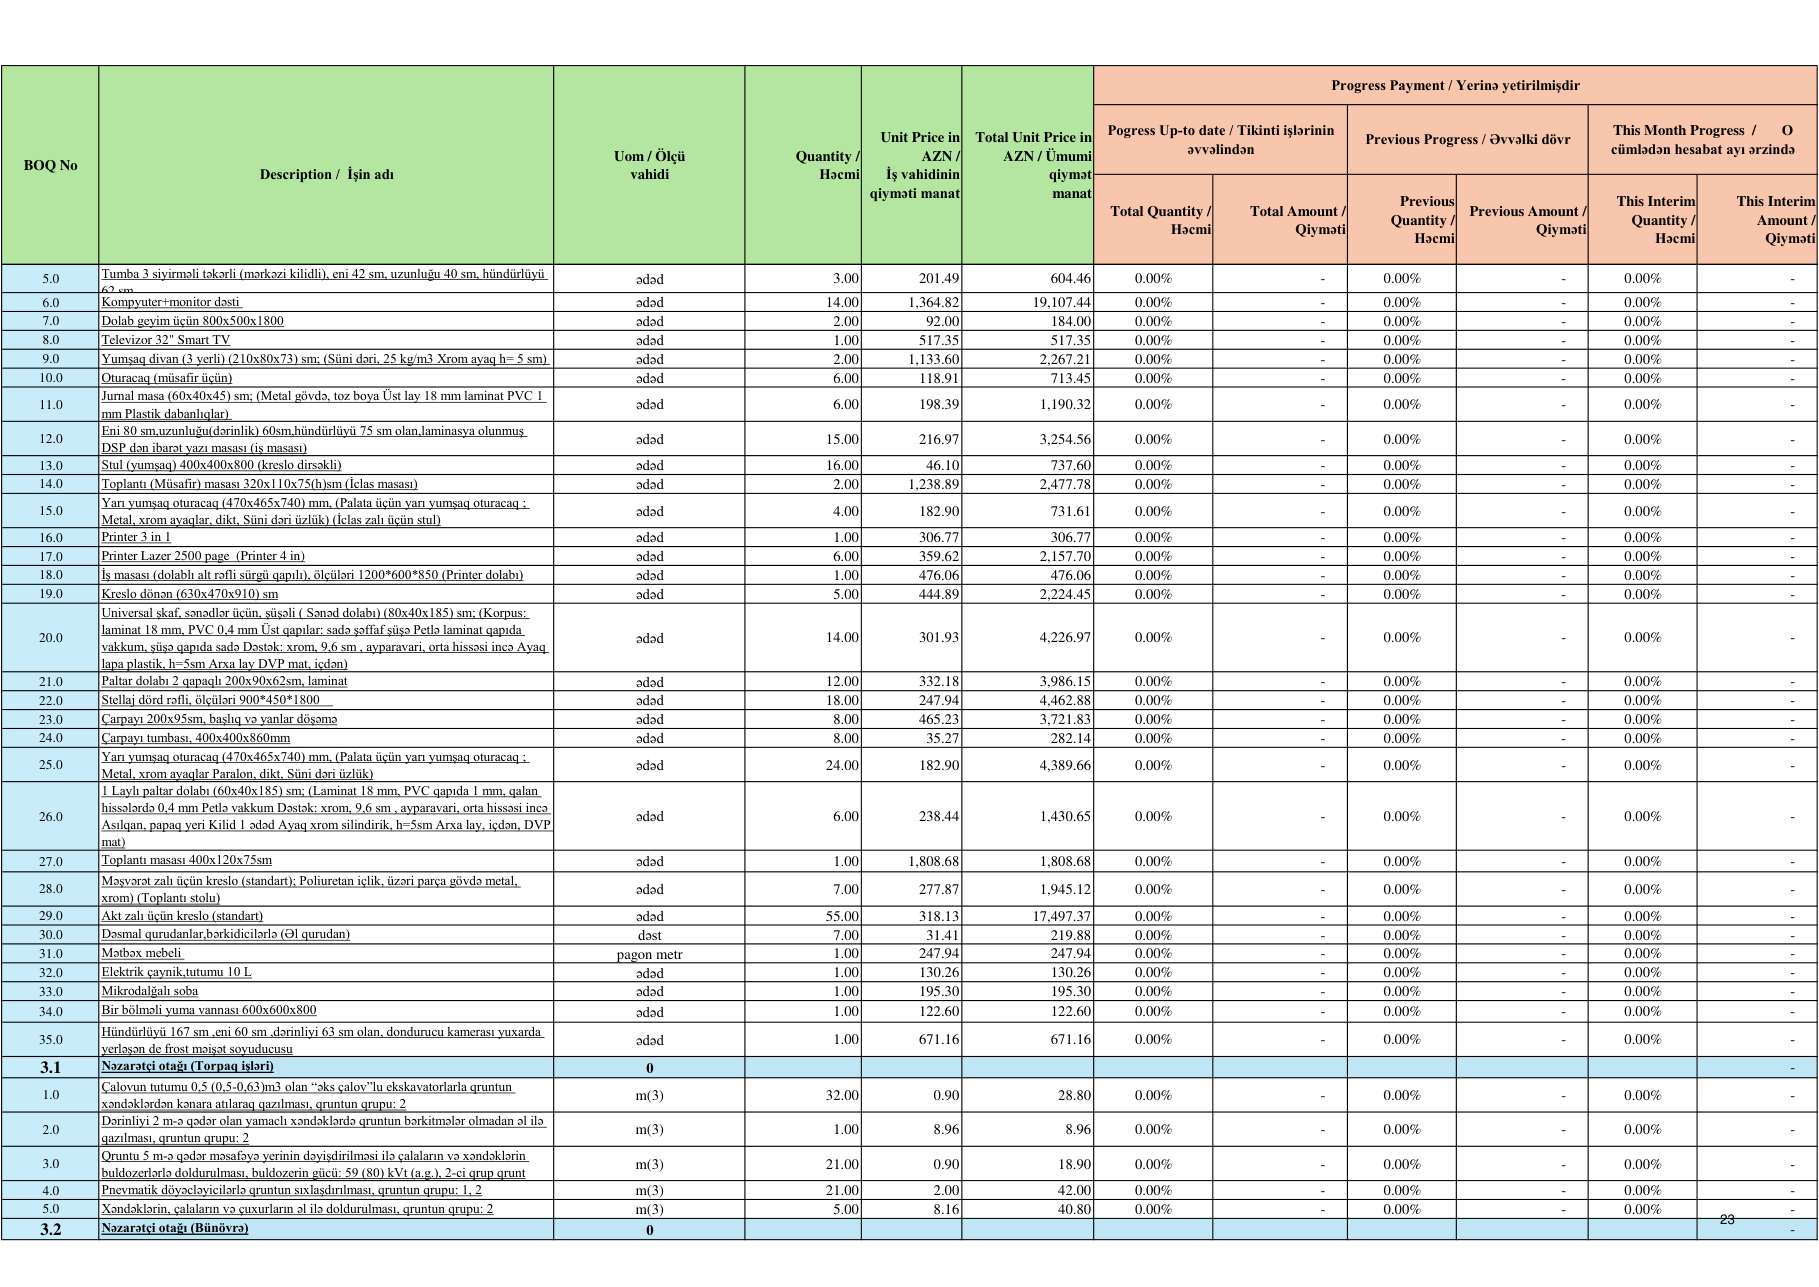 Progress Payment / Yerinə yetirilmişdir
BOQ No
Description / İşin adı
Uom / Ölçü
vahidi
Quantity /
Həcmi
Unit Price in
AZN /
İş vahidinin
qiyməti manat
Total Unit Price in
AZN / Ümumi
qiymət
manat
Pogress Up-to date / Tikinti işlərinin
əvvəlindən
Previous Progress / Əvvəlki dövr
This Month Progress / O
cümlədən hesabat ayı ərzində
Total Quantity /
Həcmi
Total Amount /
Qiyməti
Previous
Quantity /
Həcmi
Previous Amount /
Qiyməti
This Interim
Quantity /
Həcmi
This Interim
Amount /
Qiyməti
5.0 Tumba 3 siyirməli təkərli (mərkəzi kilidli), eni 42 sm, uzunluğu 40 sm, hündürlüyü
62 sm
ədəd 3.00 201.49 604.46 0.00% - 0.00% - 0.00% -
6.0 Kompyuter+monitor dəsti ədəd 14.00 1,364.82 19,107.44 0.00% - 0.00% - 0.00% -
7.0 Dolab geyim üçün 800x500x1800 ədəd 2.00 92.00 184.00 0.00% - 0.00% - 0.00% -
8.0 Televizor 32" Smart TV ədəd 1.00 517.35 517.35 0.00% - 0.00% - 0.00% -
9.0 Yumşaq divan (3 yerli) (210x80x73) sm; (Süni dəri, 25 kg/m3 Xrom ayaq h= 5 sm) ədəd 2.00 1,133.60 2,267.21 0.00% - 0.00% - 0.00% -
10.0 Oturacaq (müsafir üçün) ədəd 6.00 118.91 713.45 0.00% - 0.00% - 0.00% -
11.0 Jurnal masa (60x40x45) sm; (Metal gövdə, toz boya Üst lay 18 mm laminat PVC 1
mm Plastik dabanlıqlar)
ədəd 6.00 198.39 1,190.32 0.00% - 0.00% - 0.00% -
12.0 Eni 80 sm,uzunluğu(dərinlik) 60sm,hündürlüyü 75 sm olan,laminasya olunmuş
DSP dən ibarət yazı masası (iş masası)
ədəd 15.00 216.97 3,254.56 0.00% - 0.00% - 0.00% -
13.0 Stul (yumşaq) 400x400x800 (kreslo dirsəkli) ədəd 16.00 46.10 737.60 0.00% - 0.00% - 0.00% -
14.0 Toplantı (Müsafir) masası 320x110x75(h)sm (İclas masası) ədəd 2.00 1,238.89 2,477.78 0.00% - 0.00% - 0.00% -
15.0 Yarı yumşaq oturacaq (470x465x740) mm, (Palata üçün yarı yumşaq oturacaq ;
Metal, xrom ayaqlar, dikt, Süni dəri üzlük) (İclas zalı üçün stul)
ədəd 4.00 182.90 731.61 0.00% - 0.00% - 0.00% -
16.0 Printer 3 in 1 ədəd 1.00 306.77 306.77 0.00% - 0.00% - 0.00% -
17.0 Printer Lazer 2500 page (Printer 4 in) ədəd 6.00 359.62 2,157.70 0.00% - 0.00% - 0.00% -
18.0 İş masası (dolablı alt rəfli sürgü qapılı), ölçüləri 1200*600*850 (Printer dolabı) ədəd 1.00 476.06 476.06 0.00% - 0.00% - 0.00% -
19.0 Kreslo dönən (630x470x910) sm ədəd 5.00 444.89 2,224.45 0.00% - 0.00% - 0.00% -
20.0 Universal şkaf, sənədlər üçün, şüşəli ( Sənəd dolabı) (80x40x185) sm; (Korpus:
laminat 18 mm, PVC 0,4 mm Üst qapılar: sadə şəffaf şüşə Petlə laminat qapıda
vakkum, şüşə qapıda sadə Dəstək: xrom, 9,6 sm , ayparavari, orta hissəsi incə Ayaq
lapa plastik, h=5sm Arxa lay DVP mat, içdən)
ədəd 14.00 301.93 4,226.97 0.00% - 0.00% - 0.00% -
21.0 Paltar dolabı 2 qapaqlı 200x90x62sm, laminat ədəd 12.00 332.18 3,986.15 0.00% - 0.00% - 0.00% -
22.0 Stellaj dörd rəfli, ölçüləri 900*450*1800 ədəd 18.00 247.94 4,462.88 0.00% - 0.00% - 0.00% -
23.0 Çarpayı 200x95sm, başlıq və yanlar döşəmə ədəd 8.00 465.23 3,721.83 0.00% - 0.00% - 0.00% -
24.0 Çarpayı tumbası, 400x400x860mm ədəd 8.00 35.27 282.14 0.00% - 0.00% - 0.00% -
25.0 Yarı yumşaq oturacaq (470x465x740) mm, (Palata üçün yarı yumşaq oturacaq ;
Metal, xrom ayaqlar Paralon, dikt, Süni dəri üzlük)
ədəd 24.00 182.90 4,389.66 0.00% - 0.00% - 0.00% -
26.0 1 Laylı paltar dolabı (60x40x185) sm; (Laminat 18 mm, PVC qapıda 1 mm, qalan
hissələrdə 0,4 mm Petlə vakkum Dəstək: xrom, 9,6 sm , ayparavari, orta hissəsi incə
Asılqan, papaq yeri Kilid 1 ədəd Ayaq xrom silindirik, h=5sm Arxa lay, içdən, DVP
mat)
ədəd 6.00 238.44 1,430.65 0.00% - 0.00% - 0.00% -
27.0 Toplantı masası 400x120x75sm ədəd 1.00 1,808.68 1,808.68 0.00% - 0.00% - 0.00% -
28.0 Məşvərət zalı üçün kreslo (standart); Poliuretan içlik, üzəri parça gövdə metal,
xrom) (Toplantı stolu)
ədəd 7.00 277.87 1,945.12 0.00% - 0.00% - 0.00% -
29.0 Akt zalı üçün kreslo (standart) ədəd 55.00 318.13 17,497.37 0.00% - 0.00% - 0.00% -
30.0 Dəsmal qurudanlar,bərkidicilərlə (Əl qurudan) dəst 7.00 31.41 219.88 0.00% - 0.00% - 0.00% -
31.0 Mətbəx mebeli paqon metr 1.00 247.94 247.94 0.00% - 0.00% - 0.00% -
32.0 Elektrik çaynik,tutumu 10 L ədəd 1.00 130.26 130.26 0.00% - 0.00% - 0.00% -
33.0 Mikrodalğalı soba ədəd 1.00 195.30 195.30 0.00% - 0.00% - 0.00% -
34.0 Bir bölməli yuma vannası 600x600x800 ədəd 1.00 122.60 122.60 0.00% - 0.00% - 0.00% -
35.0 Hündürlüyü 167 sm ,eni 60 sm ,dərinliyi 63 sm olan, dondurucu kamerası yuxarda
yerləşən de frost məişət soyuducusu
ədəd 1.00 671.16 671.16 0.00% - 0.00% - 0.00% -
3.1 Nəzarətçi otağı (Torpaq işləri) 0 -
1.0 Çalovun tutumu 0,5 (0,5-0,63)m3 olan “əks çalov”lu ekskavatorlarla qruntun
xəndəklərdən kənara atılaraq qazılması, qruntun qrupu: 2
m(3) 32.00 0.90 28.80 0.00% - 0.00% - 0.00% -
2.0 Dərinliyi 2 m-ə qədər olan yamaclı xəndəklərdə qruntun bərkitmələr olmadan əl ilə
qazılması, qruntun qrupu: 2
m(3) 1.00 8.96 8.96 0.00% - 0.00% - 0.00% -
3.0 Qruntu 5 m-ə qədər məsafəyə yerinin dəyişdirilməsi ilə çalaların və xəndəklərin
buldozerlərlə doldurulması, buldozerin gücü: 59 (80) kVt (a.g.), 2-ci qrup qrunt
m(3) 21.00 0.90 18.90 0.00% - 0.00% - 0.00% -
4.0 Pnevmatik döyəcləyicilərlə qruntun sıxlaşdırılması, qruntun qrupu: 1, 2 m(3) 21.00 2.00 42.00 0.00% - 0.00% - 0.00% -
5.0 Xəndəklərin, çalaların və çuxurların əl ilə doldurulması, qruntun qrupu: 2 m(3) 5.00 8.16 40.80 0.00% - 0.00% - 0.00% -
3.2 Nəzarətçi otağı (Bünövrə) 0 -
23